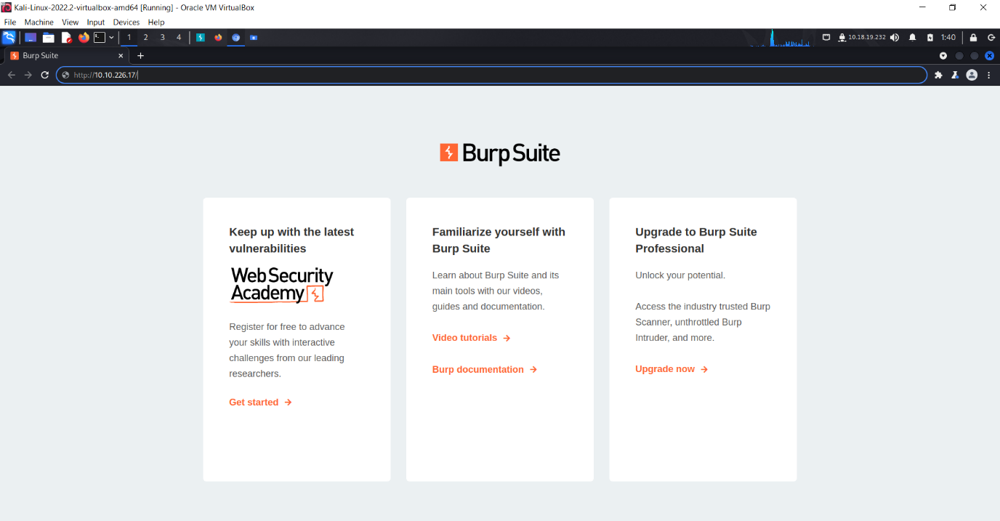 Kali-Linux-2022.2-virtualbox-amd64 [Running] - Oracle VM VirtualBox
File Machine View Input Devices Help
1 2 3 4 10.18.19.232 1:40
Burp Suite
http://10.10.226.17/
Burp Suite
Keep up with the latest
vulnerabilities
Web Security
Academy
Register for free to advance
your skills with interactive
challenges from our leading
researchers.
Get started
Familiarize yourself with
Burp Suite
Learn about Burp Suite and its
main tools with our videos,
guides and documentation.
Video tutorials
Burp documentation
Upgrade to Burp Suite
Professional
Unlock your potential.
Access the industry trusted Burp
Scanner, unthrottled Burp
Intruder, and more.
Upgrade now